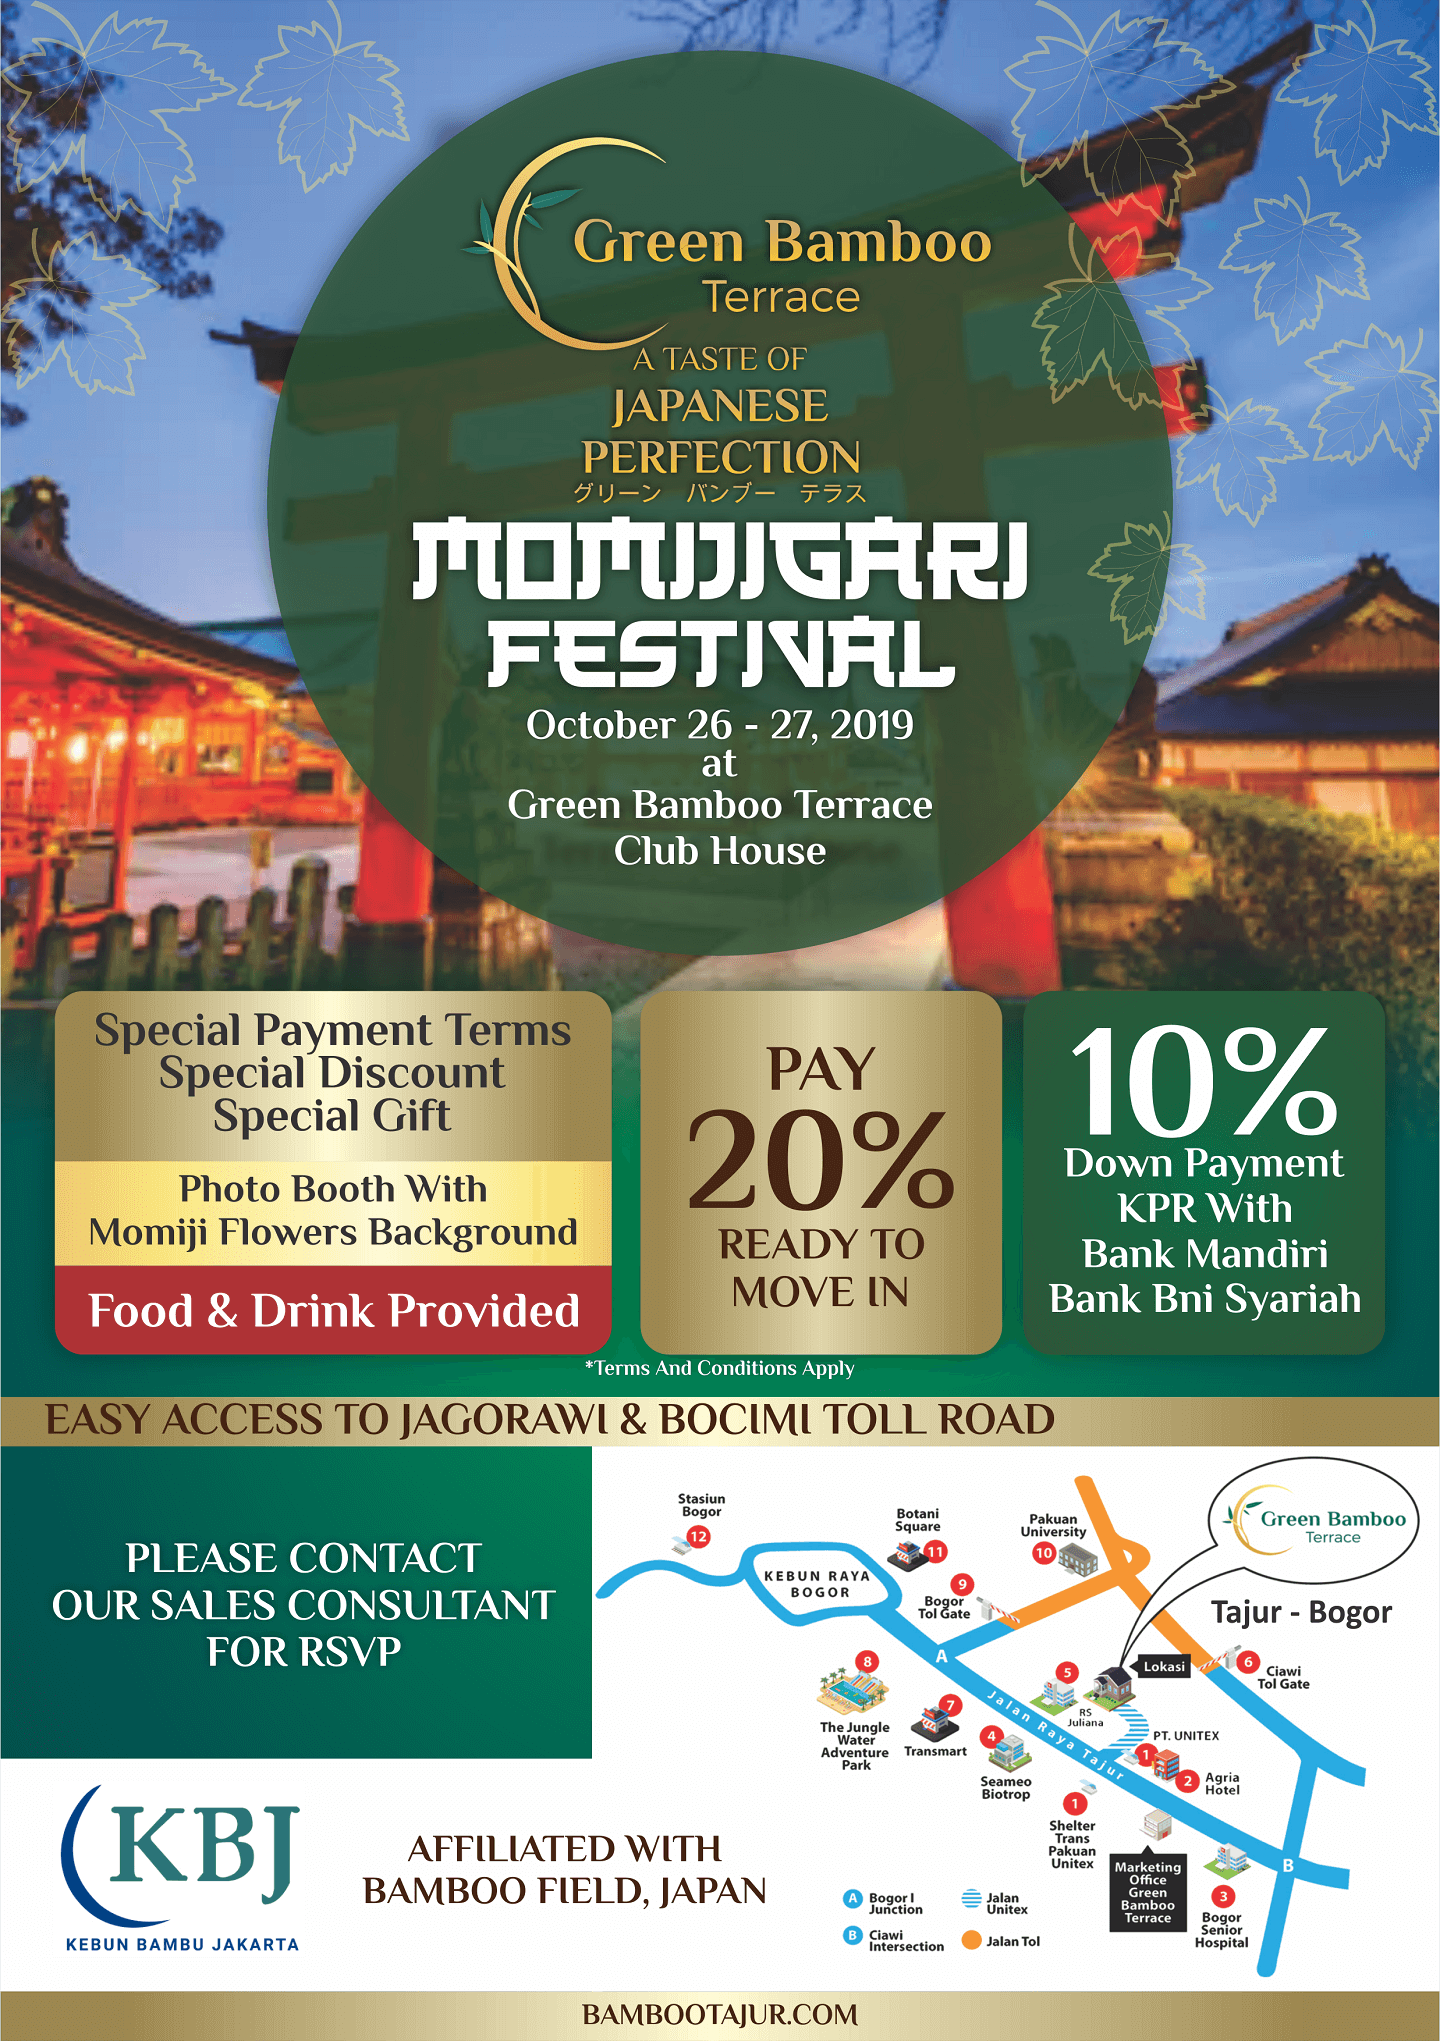 Green Bamboo
Terrace
A TASTE OF
JAPANESE
PERFECTION
グリーン バンブー テラス
MOMIJIGARI
FESTIVAL
October 26 - 27, 2019
at
Green Bamboo Terrace
Club House
Special Payment Terms
Special Discount
Special Gift
Photo Booth With
Momiji Flowers Background
Food & Drink Provided
PAY
20%
READY TO
MOVE IN
10%
Down Payment
KPR With
Bank Mandiri
Bank Bni Syariah
*Terms And Conditions Apply
EASY ACCESS TO JAGORAWI & BOCIMI TOLL ROAD
PLEASE CONTACT
OUR SALES CONSULTANT
FOR RSVP
Stasiun
Bogor
12
KEBUN RAYA
BOGOR
Botani
Square
11
Pakuan
University
10
9
Bogor
Tol Gate
A
Green Bamboo
Terrace
Tajur - Bogor
Lokasi
6
Ciawi
Tol Gate
5
RS
Juliana
8
The Jungle
Water
Adventure
Park
7
Transmart
Jalan Raya Tajur
4
Seameo
Biotrop
PT. UNITEX
1
2
Agria
Hotel
1
Shelter
Trans
Pakuan
Unitex
Marketing
Office
Green
Bamboo
Terrace
3
Bogor
Senior
Hospital
B
A Bogor I
Junction
Jalan
Unitex
B Ciawi
Intersection
Jalan Tol
KBJ
KEBUN BAMBU JAKARTA
AFFILIATED WITH
BAMBOO FIELD, JAPAN
BAMBOOTAJUR.COM